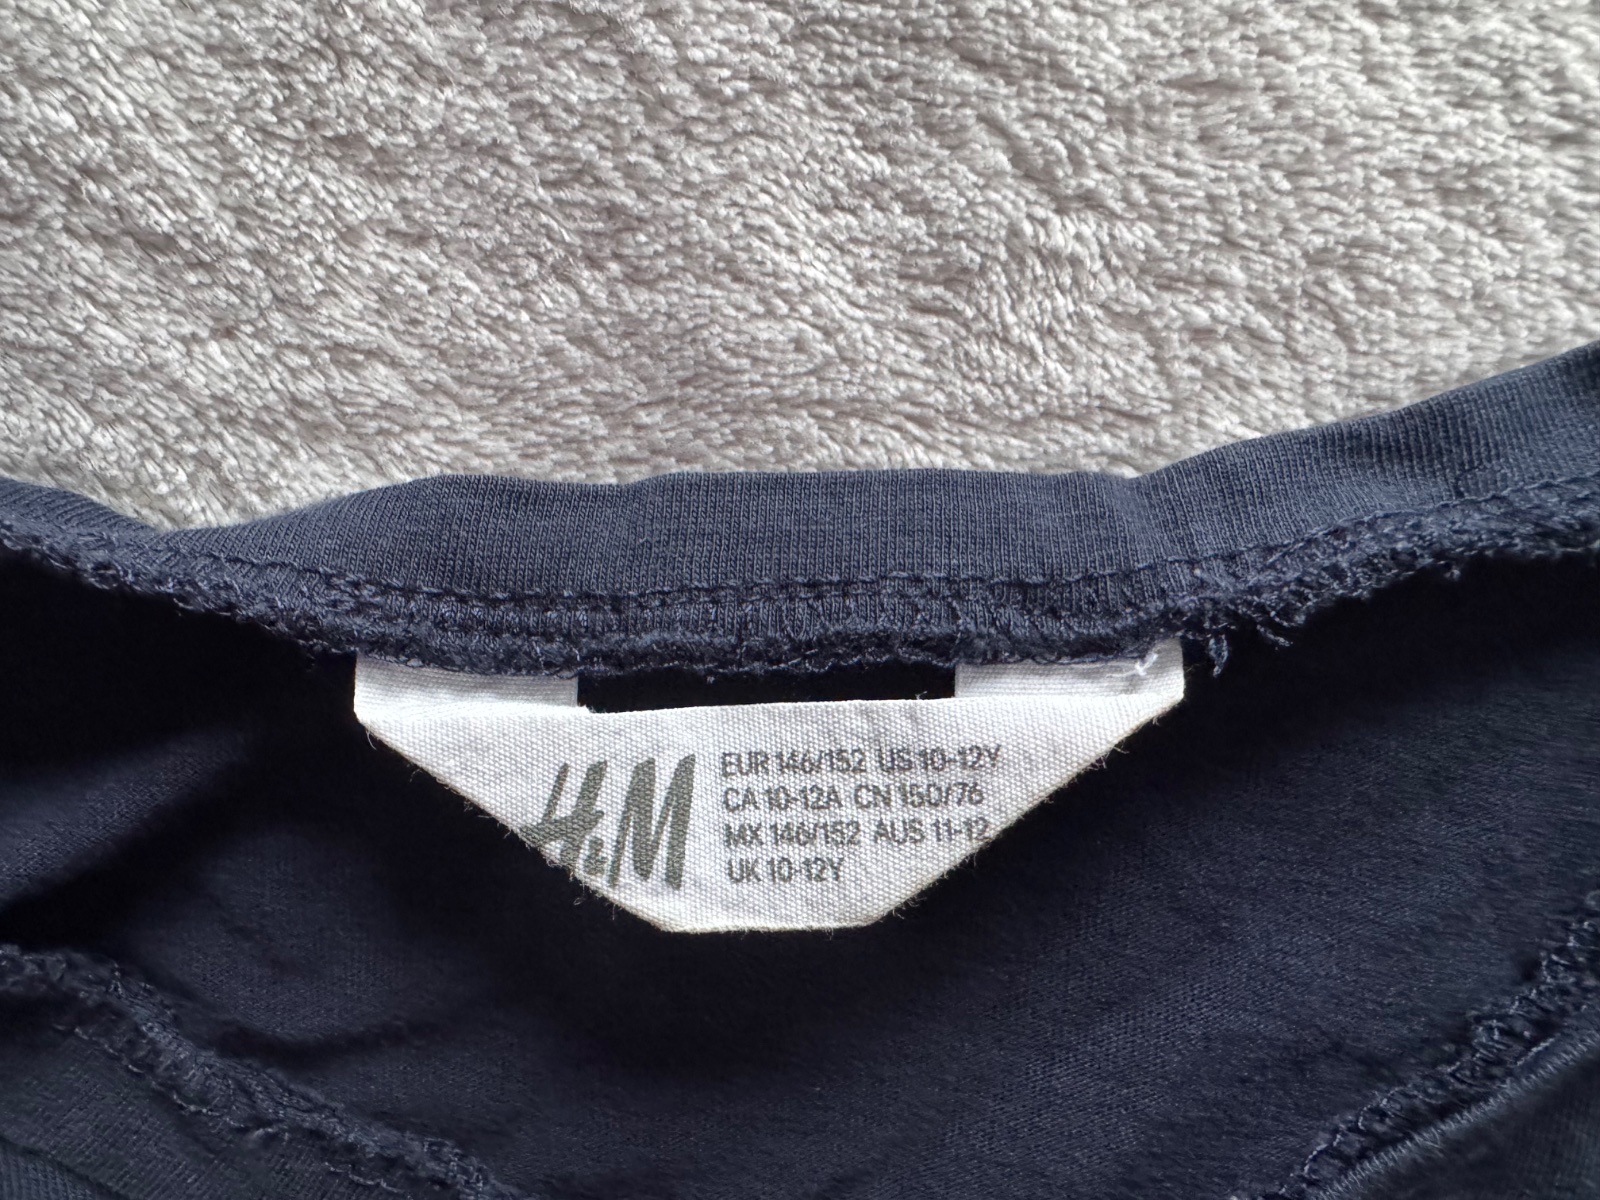 H&M
EUR 146/152 US 10-12Y
CA 10-12A CN 150/76
MX 146/152 AUS 11-12
UK 10-12Y